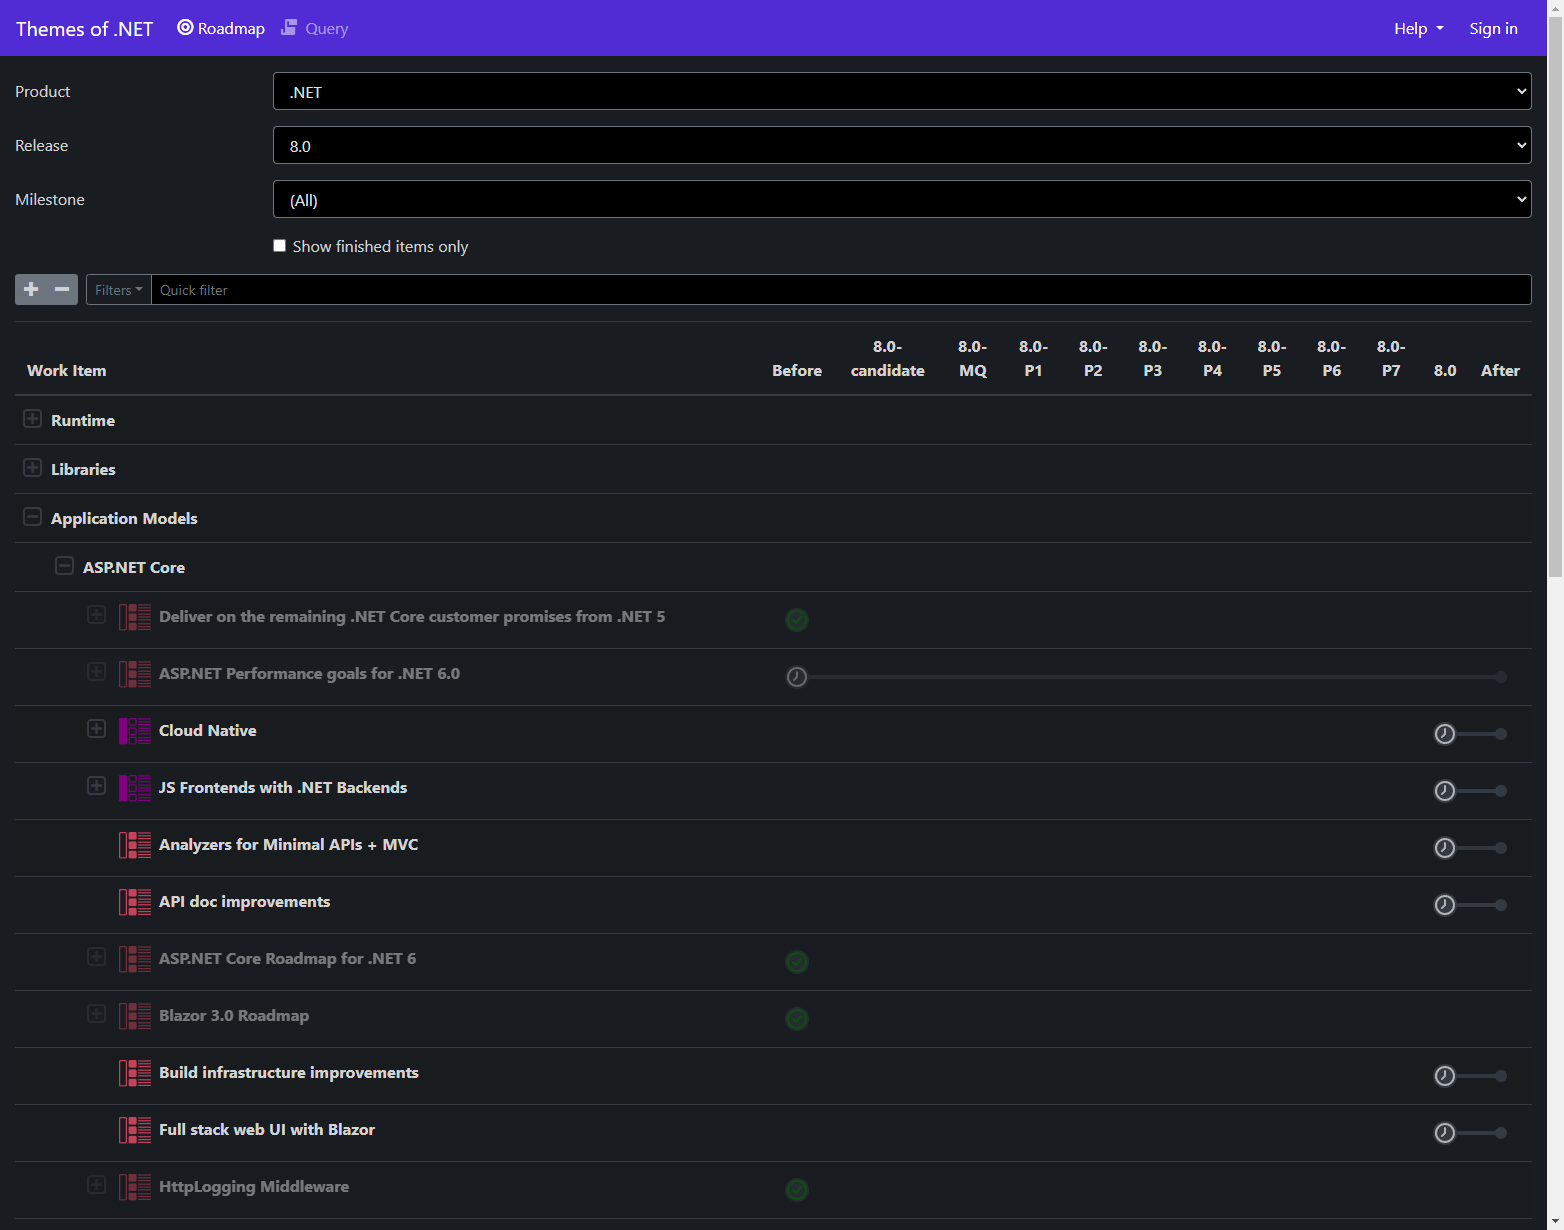 Themes of .NET Roadmap Query Help Sign in
Product .NET
Release 8.0
Milestone (All)
Show finished items only
Filters Quick filter
Work Item Before 8.0-candidate 8.0-MQ 8.0-P1 8.0-P2 8.0-P3 8.0-P4 8.0-P5 8.0-P6 8.0-P7 8.0 After
Runtime
Libraries
Application Models
ASP.NET Core
Deliver on the remaining .NET Core customer promises from .NET 5
ASP.NET Performance goals for .NET 6.0
Cloud Native
JS Frontends with .NET Backends
Analyzers for Minimal APIs + MVC
API doc improvements
ASP.NET Core Roadmap for .NET 6
Blazor 3.0 Roadmap
Build infrastructure improvements
Full stack web UI with Blazor
HttpLogging Middleware